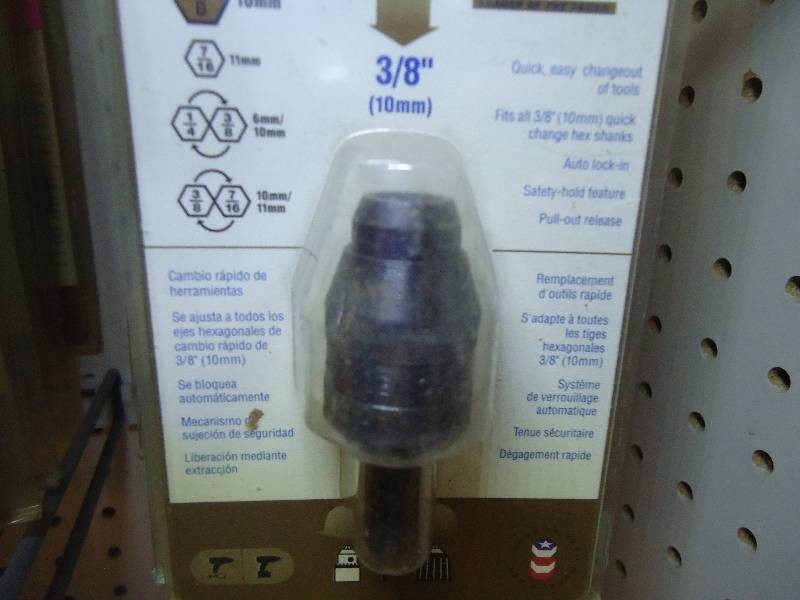 B
10mm
LEADER OF THE PACK
7/16 11mm
3/8"
(10mm)
1/4 3/8 6mm/
10mm
3/8 7/16 10mm/
11mm
Quick, easy changeout
of tools
Fits all 3/8" (10mm) quick
change hex shanks
Auto lock-in
Safety-hold feature
Pull-out release
Cambio rápido de
herramientas
Se ajusta a todos los
ejes hexagonales de
cambio rápido de
3/8" (10mm)
Se bloquea
automáticamente
Mecanismo
sujeción de seguridad
Liberación mediante
extracción
Remplacement
d'outils rapide
S'adapte à toutes
les tiges
hexagonales
3/8" (10mm)
Système
de verrouillage
automatique
Tenue sécuritaire
Dégagement rapide